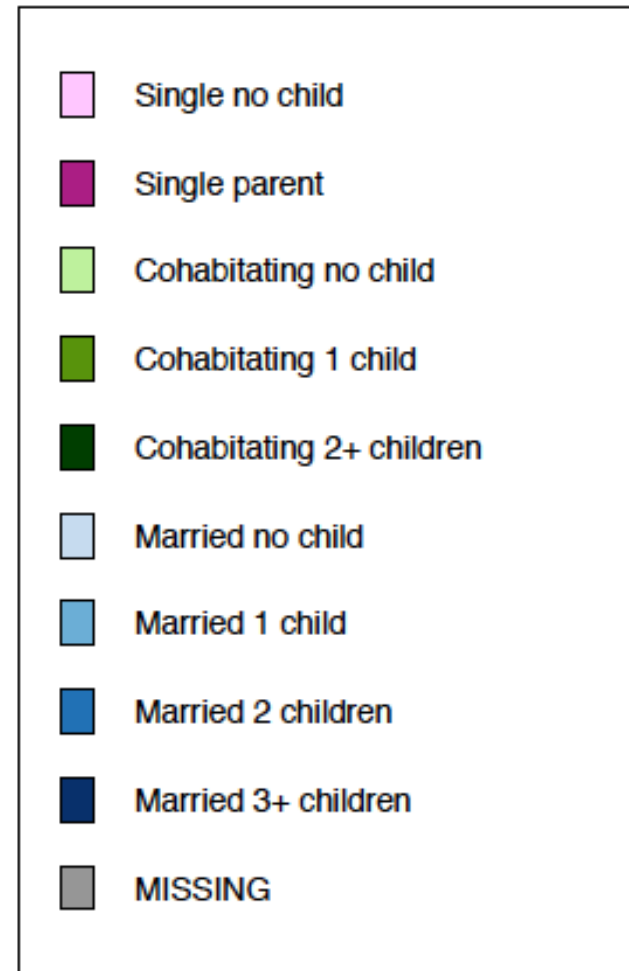 Single no child
Single parent
Cohabitating no child
Cohabitating 1 child
Cohabitating 2+ children
Married no child
Married 1 child
Married 2 children
Married 3+ children
MISSING